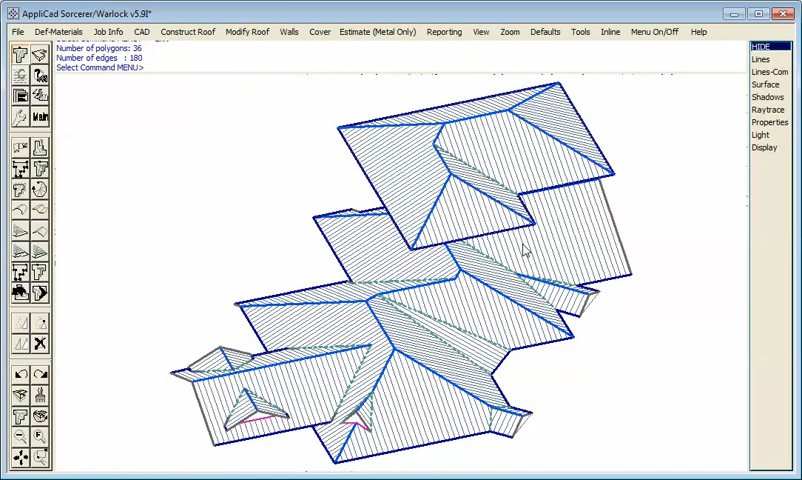 AppliCad Sorcerer/Warlock v5.9I*
File Def-Materials Job Info CAD Construct Roof Modify Roof Walls Cover Estimate (Metal Only) Reporting View Zoom Defaults Tools Inline Menu On/Off Help
Number of polygons: 36
Number of edges : 180
Select Command MENU>
Main
HIDE
Lines
Lines-Com
Surface
Shadows
Raytrace
Properties
Light
Display